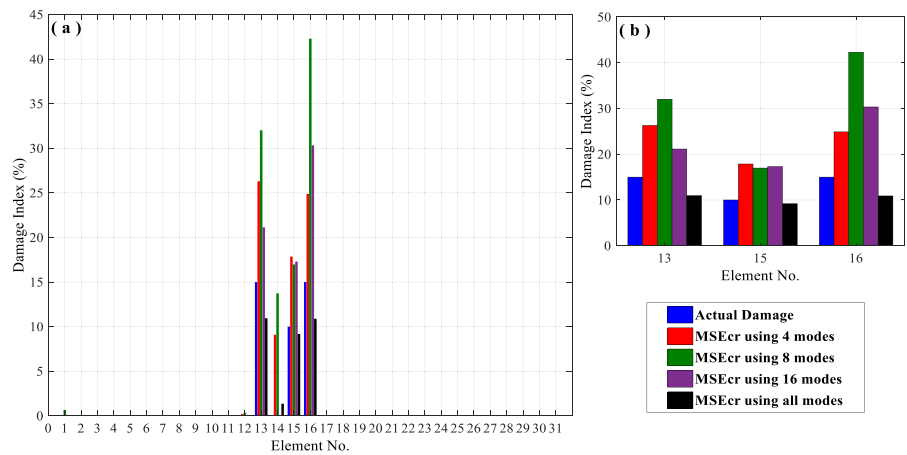 ( a )
45
40
35
30
25
20
15
10
5
0
Damage Index (%)
0 1 2 3 4 5 6 7 8 9 10 11 12 13 14 15 16 17 18 19 20 21 22 23 24 25 26 27 28 29 30 31
Element No.
( b )
50
40
30
20
10
0
Damage Index (%)
13 15 16
Element No.
Actual Damage
MSEcr using 4 modes
MSEcr using 8 modes
MSEcr using 16 modes
MSEcr using all modes